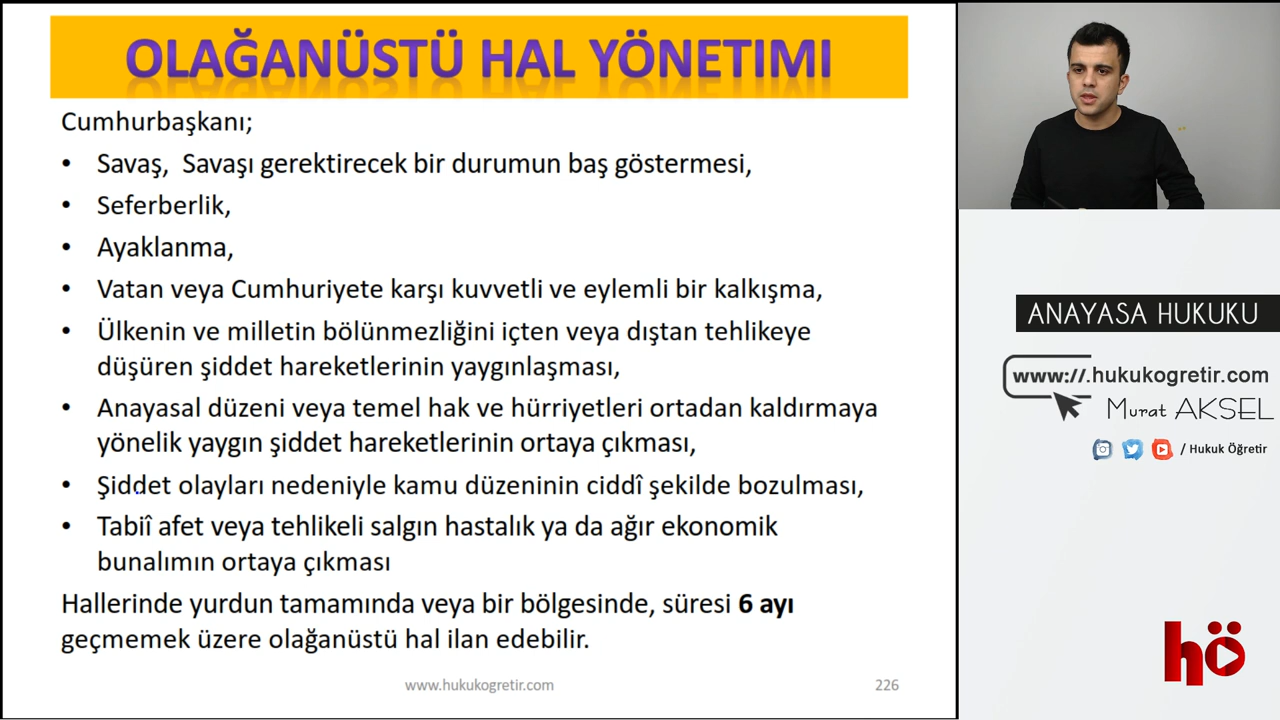 OLAĞANÜSTÜ HAL YÖNETIMI
Cumhurbaşkanı;
• Savaş, Savaşı gerektirecek bir durumun baş göstermesi,
• Seferberlik,
• Ayaklanma,
• Vatan veya Cumhuriyete karşı kuvvetli ve eylemli bir kalkışma,
• Ülkenin ve milletin bölünmezliğini içten veya dıştan tehlikeye
düşüren şiddet hareketlerinin yaygınlaşması,
• Anayasal düzeni veya temel hak ve hürriyetleri ortadan kaldırmaya
yönelik yaygın şiddet hareketlerinin ortaya çıkması,
• Şiddet olayları nedeniyle kamu düzeninin ciddî şekilde bozulması,
• Tabiî afet veya tehlikeli salgın hastalık ya da ağır ekonomik
bunalımın ortaya çıkması
Hallerinde yurdun tamamında veya bir bölgesinde, süresi 6 ayı
geçmemek üzere olağanüstü hal ilan edebilir.
www.hukukogretir.com
226
ANAYASA HUKUKU
www://.hukukogretir.com
Murat AKSEL
/ Hukuk Öğretir
hö